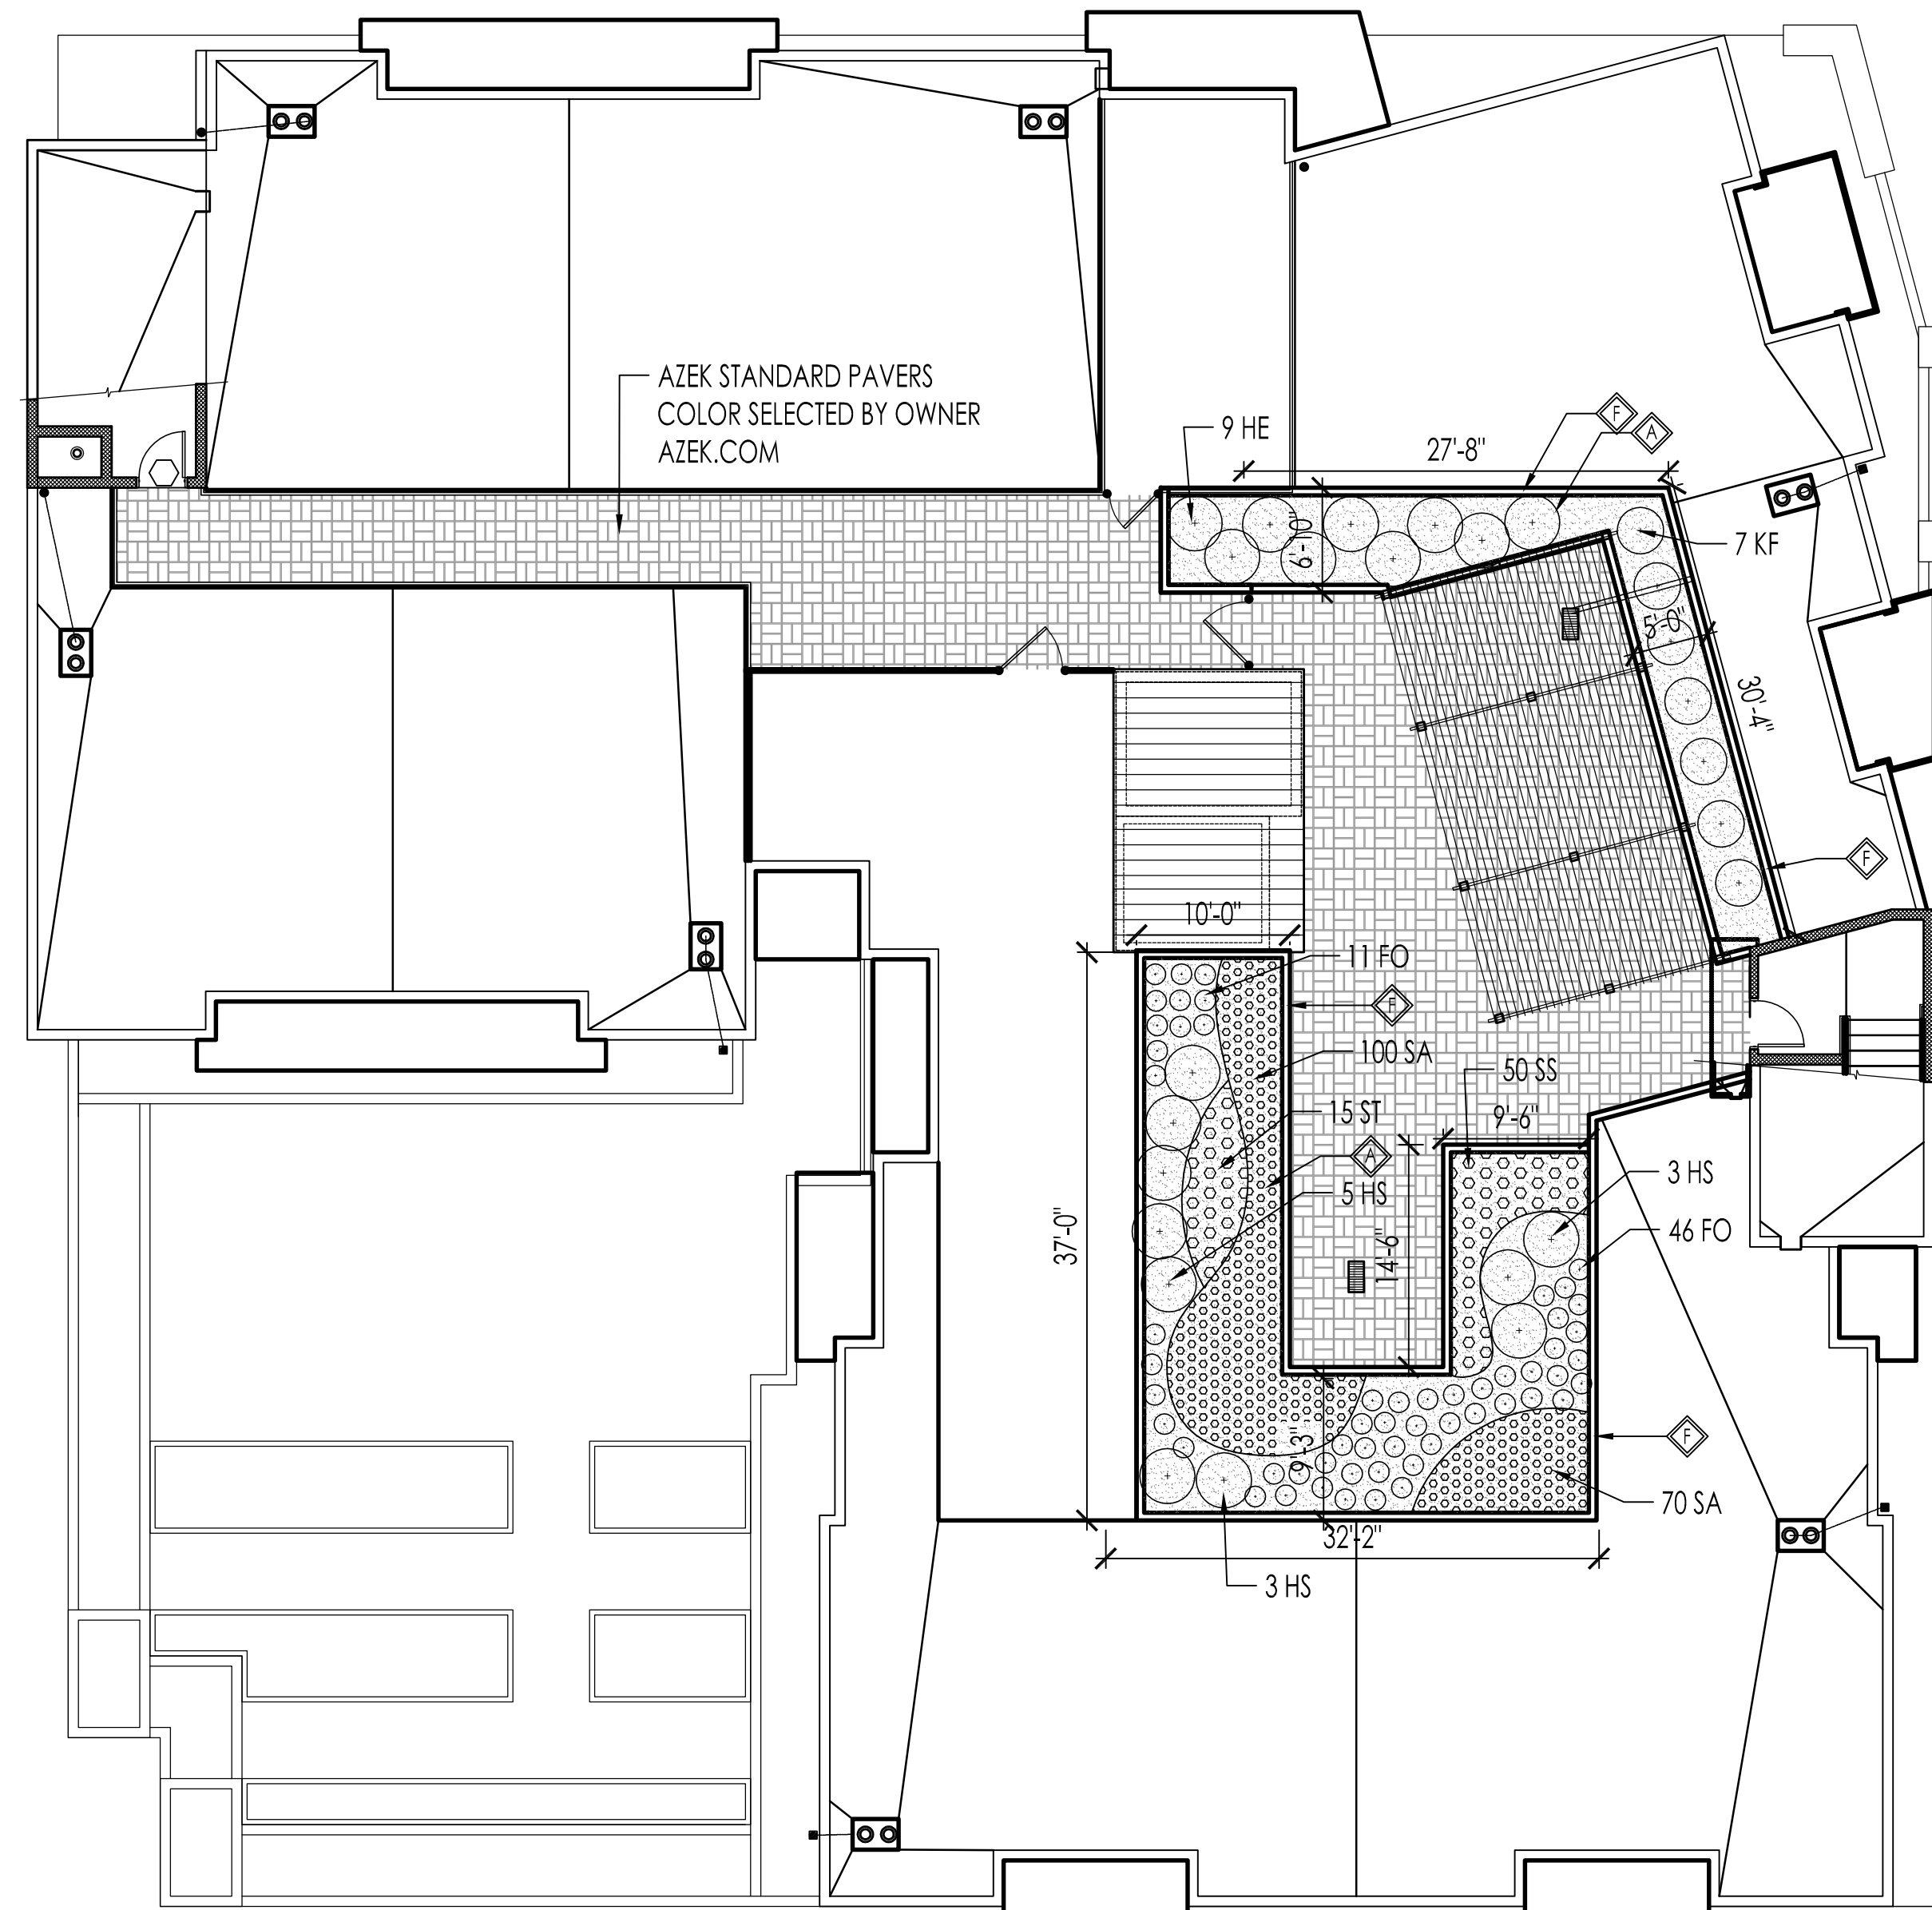 AZEK STANDARD PAVERS
COLOR SELECTED BY OWNER
AZEK.COM
9 HE
27'-8"
F
A
6'-10"
7 KF
5'-0"
30'-4"
F
10'-0"
11 FO
F
100 SA
50 SS
9'-6"
15 ST
A
5 HS
3 HS
46 FO
37'-0"
14'-6"
9'-3"
F
70 SA
32'-2"
3 HS